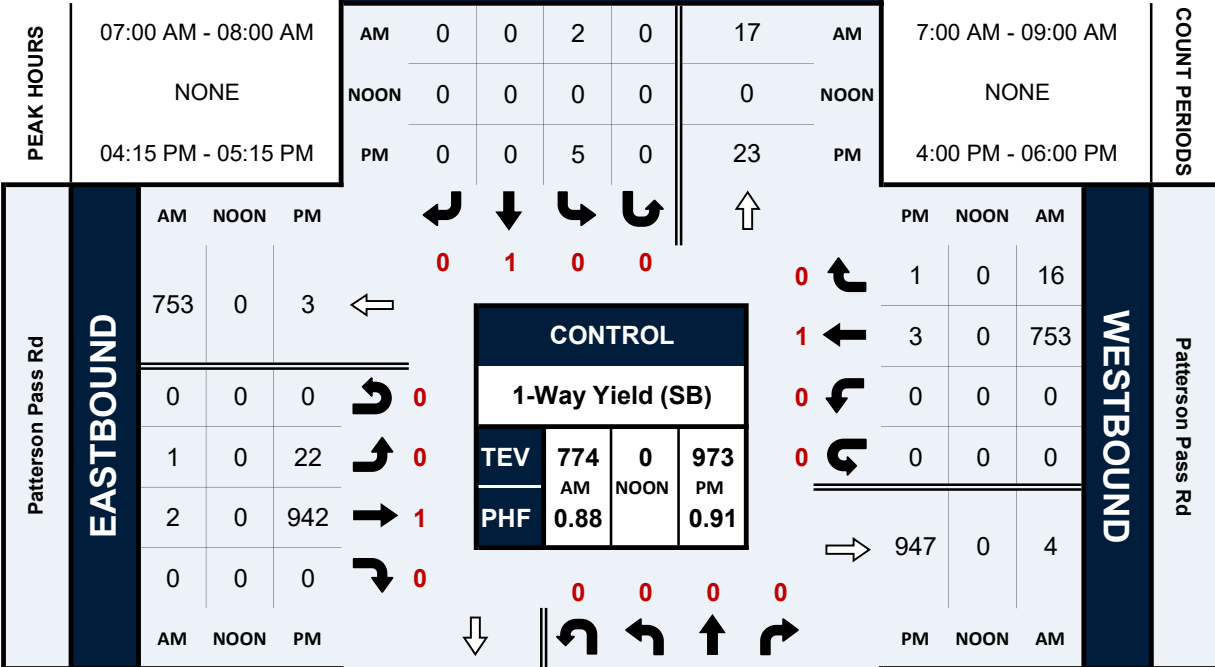 PEAK HOURS
07:00 AM - 08:00 AM
NONE
04:15 PM - 05:15 PM
AM 0 0 2 0 17 AM
NOON 0 0 0 0 0 NOON
PM 0 0 5 0 23 PM
7:00 AM - 09:00 AM
NONE
4:00 PM - 06:00 PM
COUNT PERIODS
0 1 0 0
Patterson Pass Rd
EASTBOUND
AM NOON PM
753 0 3
0 0 0 0
1 0 22 0
2 0 942 1
0 0 0 0
AM NOON PM
CONTROL
1-Way Yield (SB)
TEV 774 0 973
AM NOON PM
PHF 0.88 0.91
PM NOON AM
0 1 0 16
1 3 0 753
0 0 0 0
0 0 0 0
947 0 4
PM NOON AM
WESTBOUND
Patterson Pass Rd
0 0 0 0